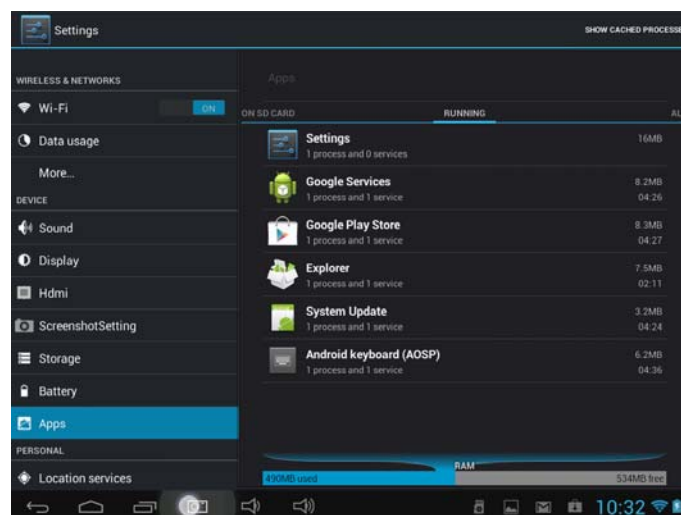 Settings
SHOW CACHED PROCESSE
WIRELESS & NETWORKS
Wi-Fi
ON
Data usage
More...
DEVICE
Sound
Display
Hdmi
ScreenshotSetting
Storage
Battery
Apps
PERSONAL
Location services
Apps
ON SD CARD
RUNNING
AL
Settings
16MB
1 process and 0 services
Google Services
8.2MB
1 process and 1 service
04:26
Google Play Store
8.3MB
1 process and 1 service
04:27
Explorer
7.5MB
1 process and 1 service
02:11
System Update
3.2MB
1 process and 1 service
04:24
Android keyboard (AOSP)
6.2MB
1 process and 1 service
04:36
RAM
490MB used
534MB free
10:32